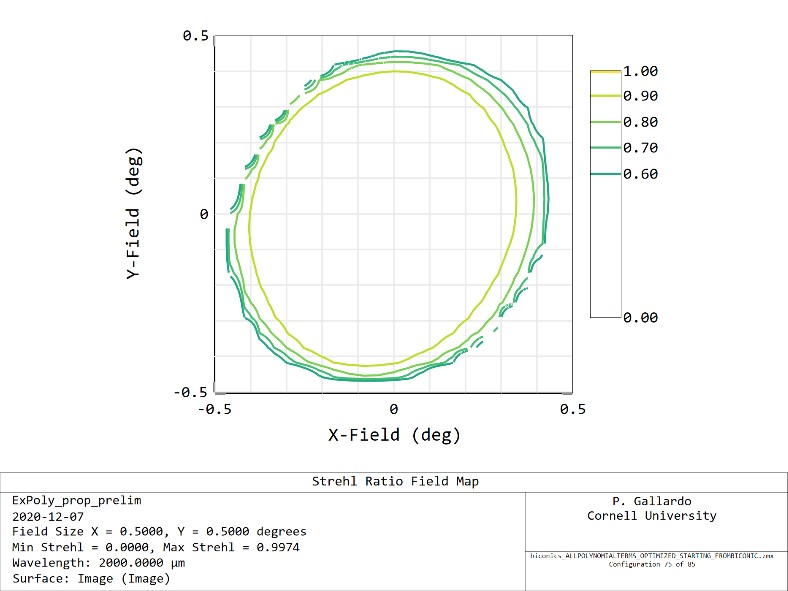 0.5
0
-0.5
-0.5
0
0.5
Y-Field (deg)
X-Field (deg)
1.00
0.90
0.80
0.70
0.60
0.00
Strehl Ratio Field Map
ExPoly_prop_prelim
2020-12-07
Field Size X = 0.5000, Y = 0.5000 degrees
Min Strehl = 0.0000, Max Strehl = 0.9974
Wavelength: 2000.0000 µm
Surface: Image (Image)
P. Gallardo
Cornell University
biconics_ALLPOLYNOMIALTERMS_OPTIMIZED_STARTING_FROMBICONIC.zmx
Configuration 75 of 85